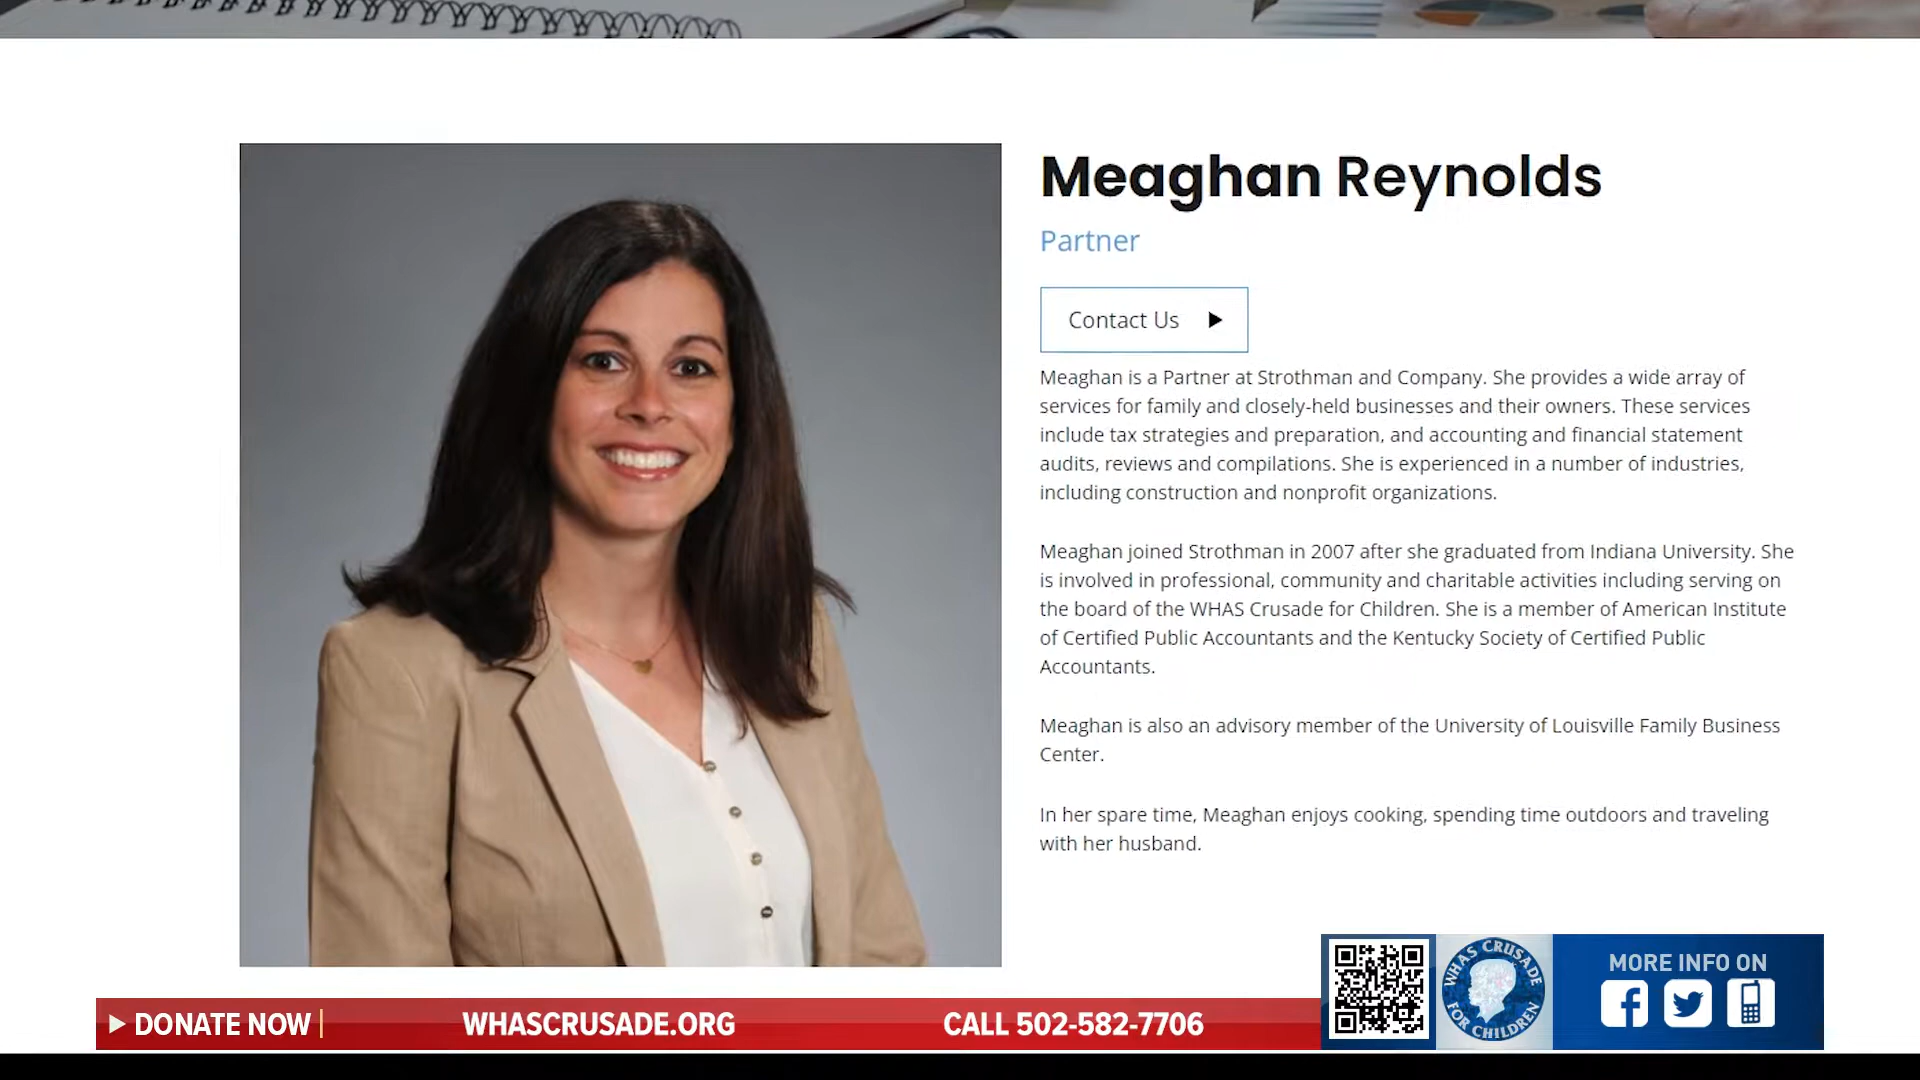 Meaghan Reynolds
Partner
Contact Us
Meaghan is a Partner at Strothman and Company. She provides a wide array of
services for family and closely-held businesses and their owners. These services
include tax strategies and preparation, and accounting and financial statement
audits, reviews and compilations. She is experienced in a number of industries,
including construction and nonprofit organizations.
Meaghan joined Strothman in 2007 after she graduated from Indiana University. She
is involved in professional, community and charitable activities including serving on
the board of the WHAS Crusade for Children. She is a member of American Institute
of Certified Public Accountants and the Kentucky Society of Certified Public
Accountants.
Meaghan is also an advisory member of the University of Louisville Family Business
Center.
In her spare time, Meaghan enjoys cooking, spending time outdoors and traveling
with her husband.
DONATE NOW
WHASCRUSADE.ORG
CALL 502-582-7706
WHAS CRUSADE
FOR CHILDREN
MORE INFO ON